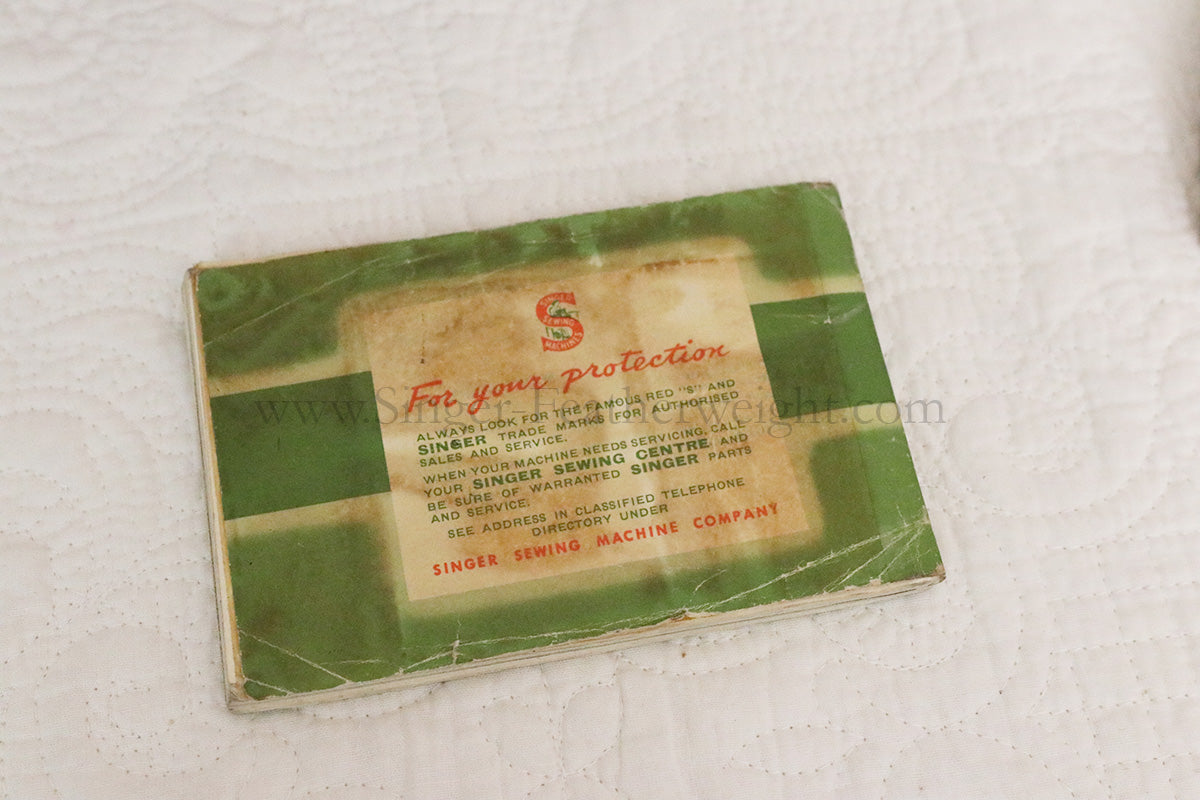 SINGER
SEWING
MACHINES
For your protection
www.Singer-Featherweight.com
ALWAYS LOOK FOR THE FAMOUS RED "S" AND
SINGER TRADE MARKS FOR AUTHORISED
SALES AND SERVICE.
WHEN YOUR MACHINE NEEDS SERVICING, CALL
YOUR SINGER SEWING CENTRE AND
BE SURE OF WARRANTED SINGER PARTS
AND SERVICE.
SEE ADDRESS IN CLASSIFIED TELEPHONE
DIRECTORY UNDER
SINGER SEWING MACHINE COMPANY